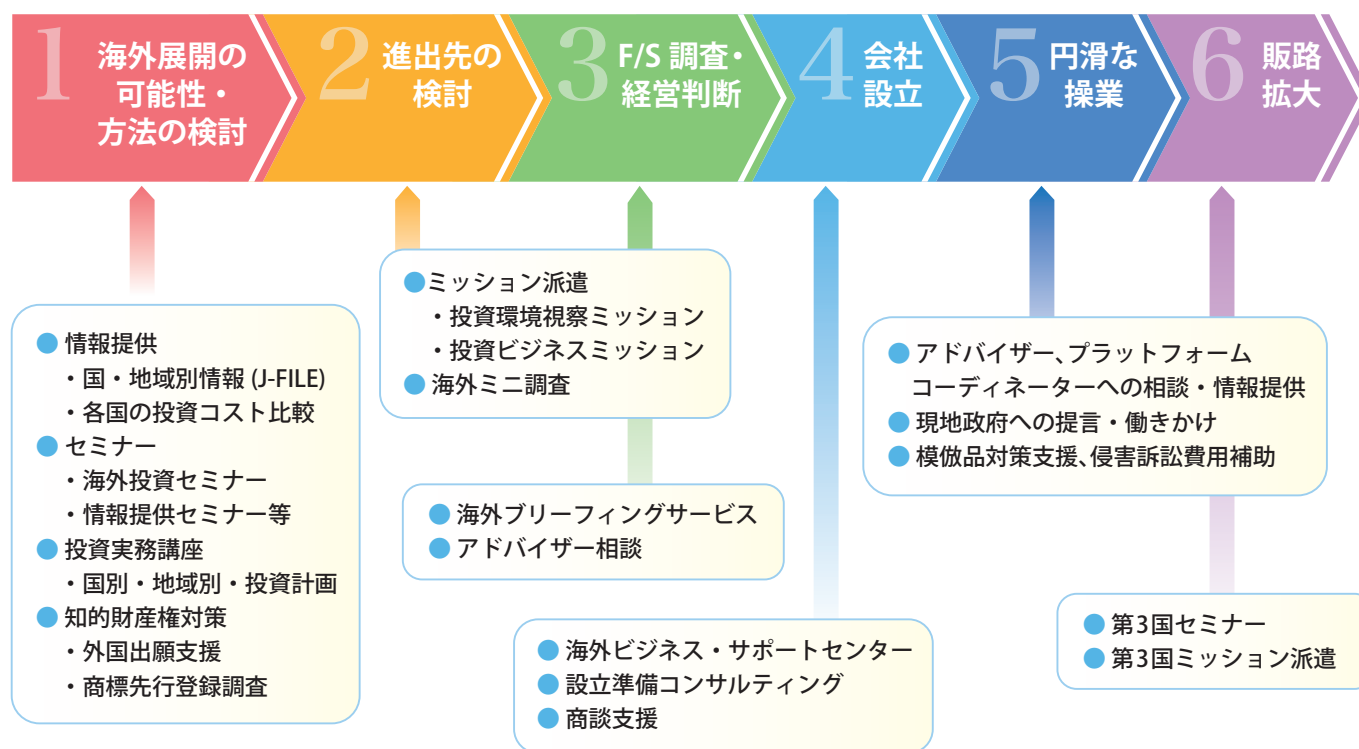 1 海外展開の
可能性・
方法の検討
2 進出先の
検討
3 F/S 調査・
経営判断
4 会社
設立
5 円滑な
操業
6 販路
拡大
● 情報提供
・国・地域別情報 (J-FILE)
・各国の投資コスト比較
● セミナー
・海外投資セミナー
・情報提供セミナー等
● 投資実務講座
・国別・地域別・投資計画
● 知的財産権対策
・外国出願支援
・商標先行登録調査
● ミッション派遣
・投資環境視察ミッション
・投資ビジネスミッション
● 海外ミニ調査
● 海外ブリーフィングサービス
● アドバイザー相談
● 海外ビジネス・サポートセンター
● 設立準備コンサルティング
● 商談支援
● アドバイザー、プラットフォーム
コーディネーターへの相談・情報提供
● 現地政府への提言・働きかけ
● 模倣品対策支援、侵害訴訟費用補助
● 第3国セミナー
● 第3国ミッション派遣